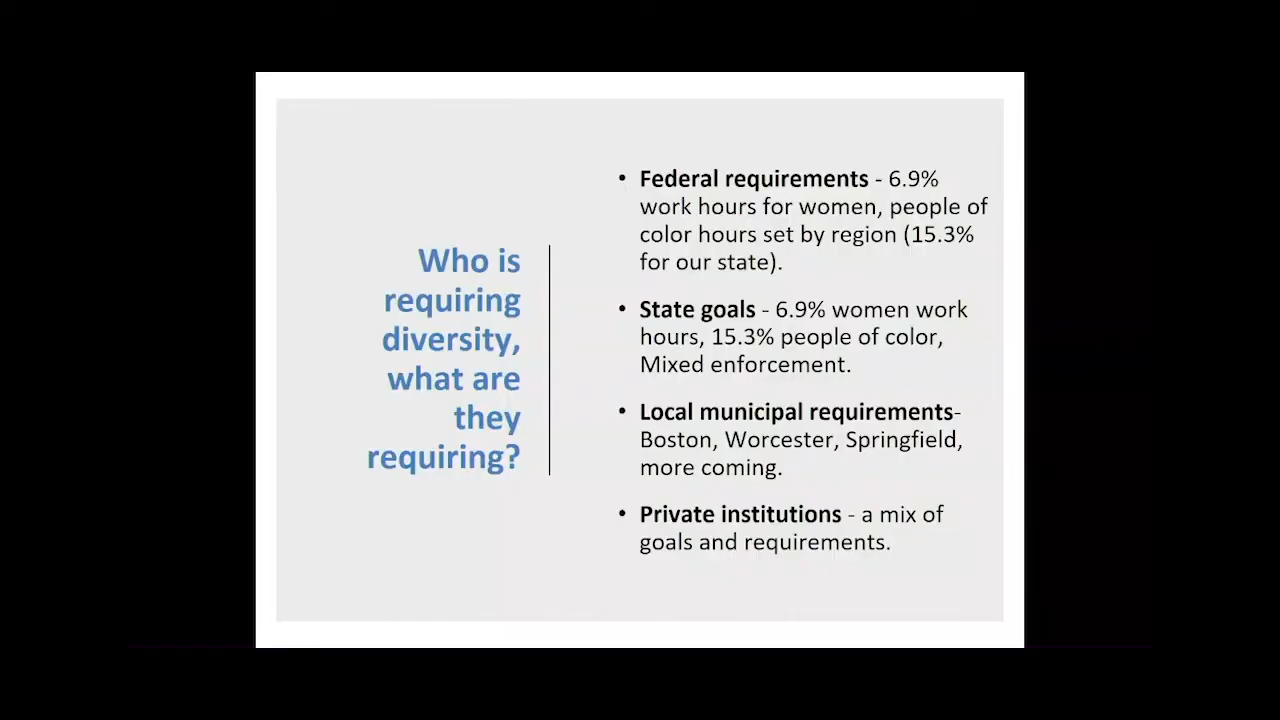 Who is
requiring
diversity,
what are
they
requiring?
• Federal requirements - 6.9%
work hours for women, people of
color hours set by region (15.3%
for our state).
• State goals - 6.9% women work
hours, 15.3% people of color,
Mixed enforcement.
• Local municipal requirements-
Boston, Worcester, Springfield,
more coming.
• Private institutions - a mix of
goals and requirements.